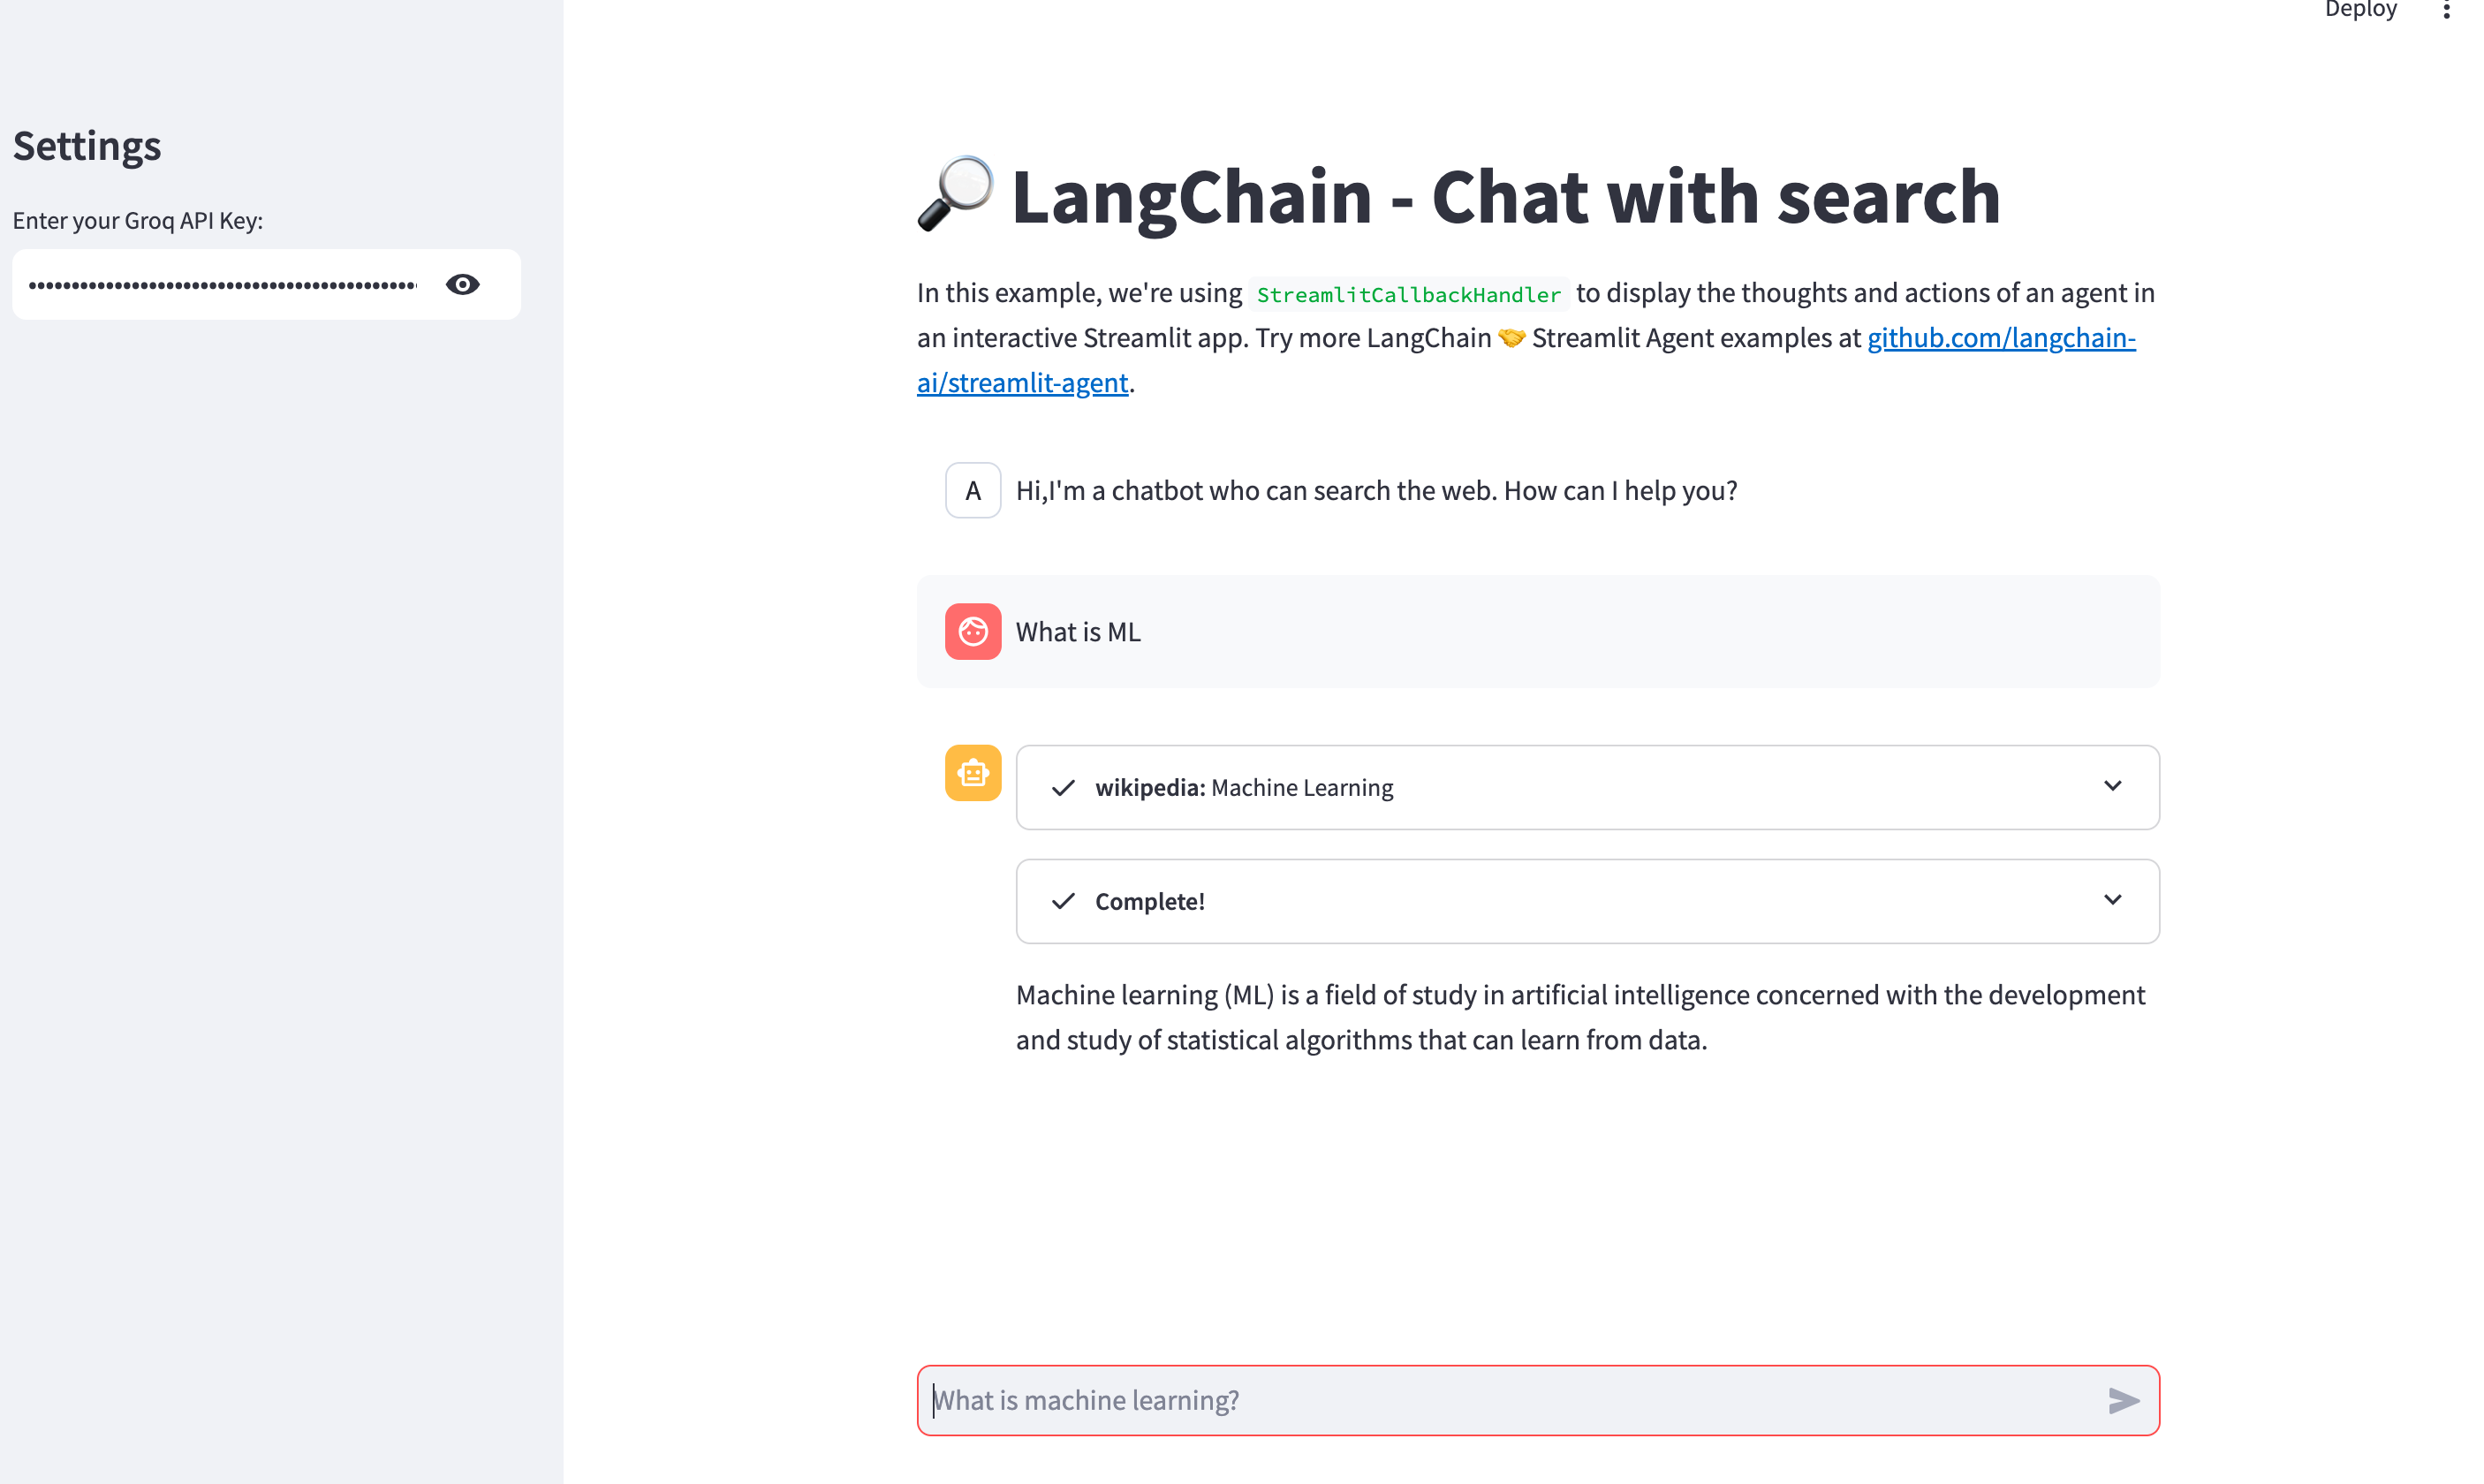 Deploy
Settings
Enter your Groq API Key:
🔎 LangChain - Chat with search
In this example, we're using StreamlitCallbackHandler to display the thoughts and actions of an agent in
an interactive Streamlit app. Try more LangChain 🤝 Streamlit Agent examples at github.com/langchain-
ai/streamlit-agent.
A
Hi,I'm a chatbot who can search the web. How can I help you?
What is ML
wikipedia: Machine Learning
Complete!
Machine learning (ML) is a field of study in artificial intelligence concerned with the development
and study of statistical algorithms that can learn from data.
What is machine learning?